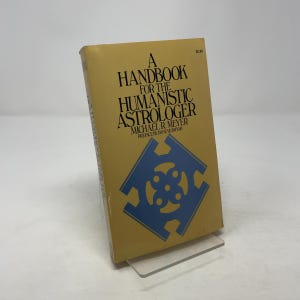 A
HANDBOOK
FOR THE
HUMANISTIC
ASTROLOGER
MICHAEL R. MEYER